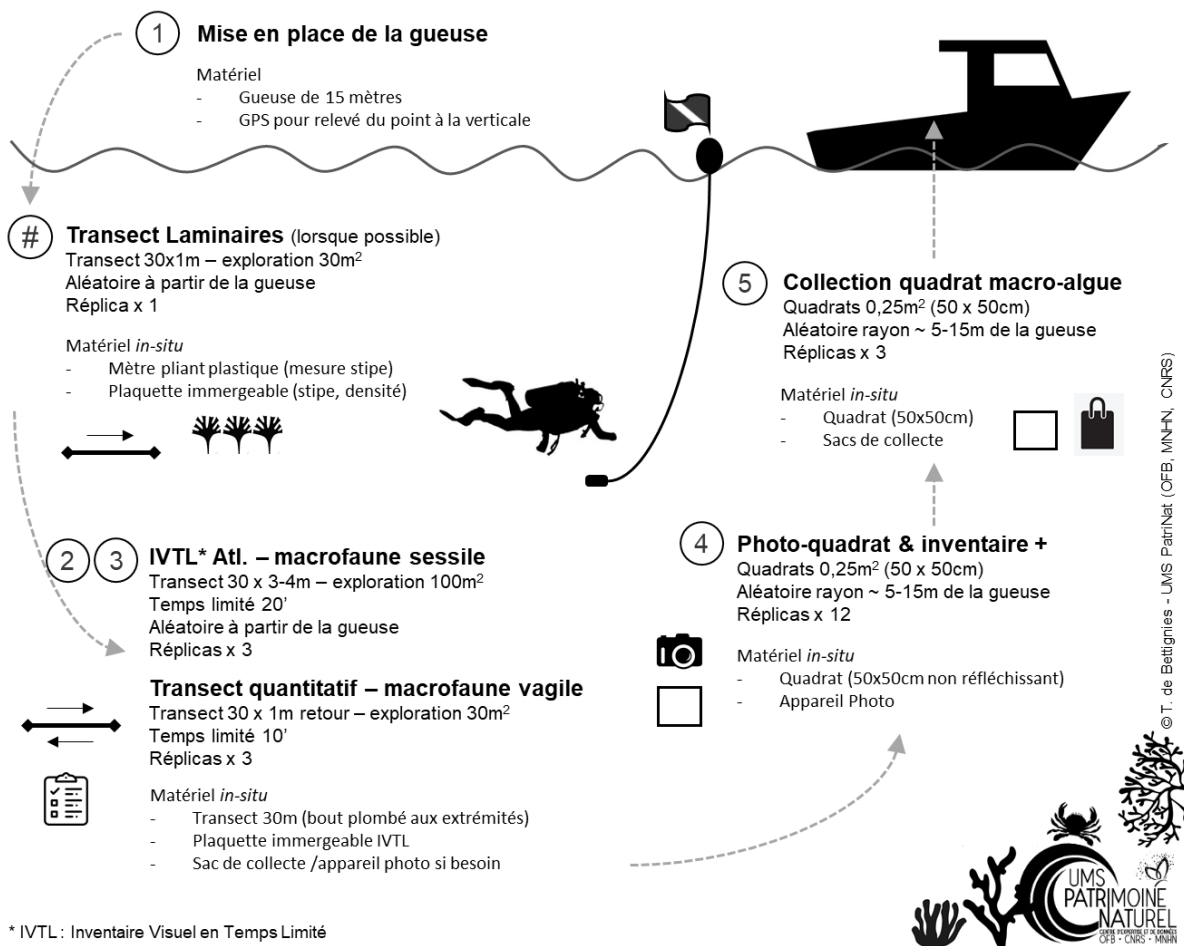 1 Mise en place de la gueuse
Matériel
- Gueuse de 15 mètres
- GPS pour relevé du point à la verticale
# Transect Laminaires (lorsque possible)
Transect 30x1m – exploration 30m²
Aléatoire à partir de la gueuse
Réplica x 1
Matériel in-situ
- Mètre pliant plastique (mesure stipe)
- Plaquette immergeable (stipe, densité)
2 3 IVTL* Atl. – macrofaune sessile
Transect 30 x 3-4m – exploration 100m²
Temps limité 20’
Aléatoire à partir de la gueuse
Réplicas x 3
Transect quantitatif – macrofaune vagile
Transect 30 x 1m retour – exploration 30m²
Temps limité 10’
Réplicas x 3
Matériel in-situ
- Transect 30m (bout plombé aux extrémités)
- Plaquette immergeable IVTL
- Sac de collecte /appareil photo si besoin
4 Photo-quadrat & inventaire +
Quadrats 0,25m² (50 x 50cm)
Aléatoire rayon ~ 5-15m de la gueuse
Réplicas x 12
Matériel in-situ
- Quadrat (50x50cm non réfléchissant)
- Appareil Photo
5 Collection quadrat macro-algue
Quadrats 0,25m² (50 x 50cm)
Aléatoire rayon ~ 5-15m de la gueuse
Réplicas x 3
Matériel in-situ
- Quadrat (50x50cm)
- Sacs de collecte
© T. de Bettignies - UMS PatriNat (OFB, MNHN, CNRS)
UMS
PATRIMOINE
NATUREL
CENTRE D'EXPERTISE ET DE DONNÉES
OFB - CNRS - MNHN
* IVTL : Inventaire Visuel en Temps Limité